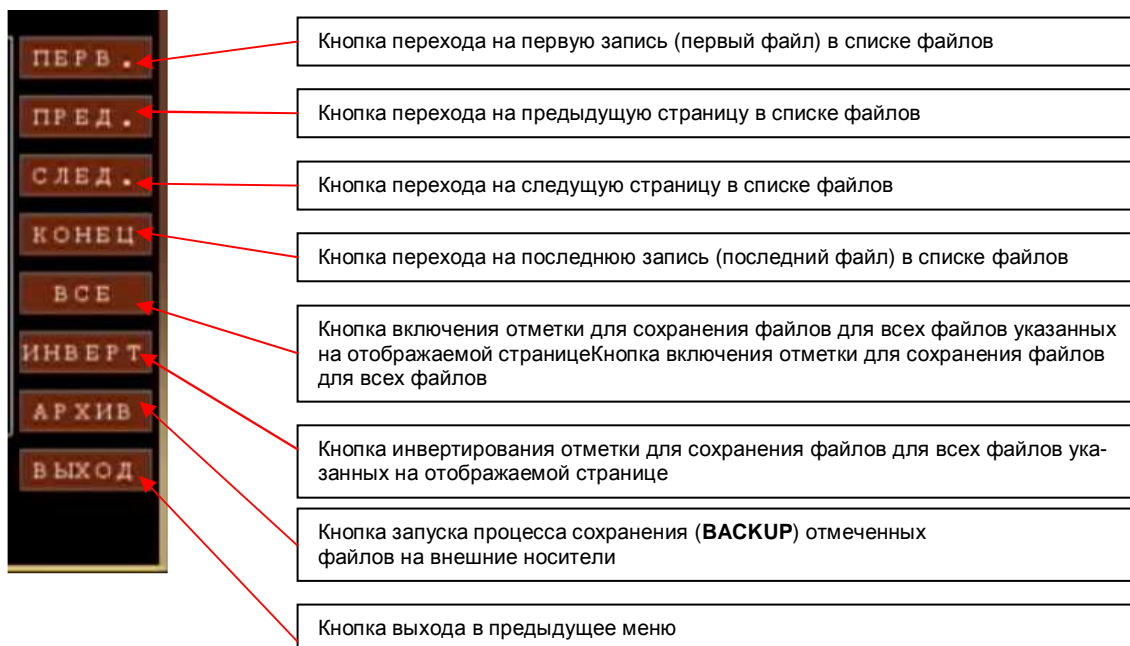 ПЕРВ.
Кнопка перехода на первую запись (первый файл) в списке файлов
ПРЕД.
Кнопка перехода на предыдущую страницу в списке файлов
СЛЕД.
Кнопка перехода на следущую страницу в списке файлов
КОНЕЦ
Кнопка перехода на последнюю запись (последний файл) в списке файлов
ВСЕ
Кнопка включения отметки для сохранения файлов для всех файлов указанных
на отображаемой страницеКнопка включения отметки для сохранения файлов
для всех файлов
ИНВЕРТ
Кнопка инвертирования отметки для сохранения файлов для всех файлов ука-
занных на отображаемой странице
АРХИВ
Кнопка запуска процесса сохранения (BACKUP) отмеченных
файлов на внешние носители
ВЫХОД
Кнопка выхода в предыдущее меню